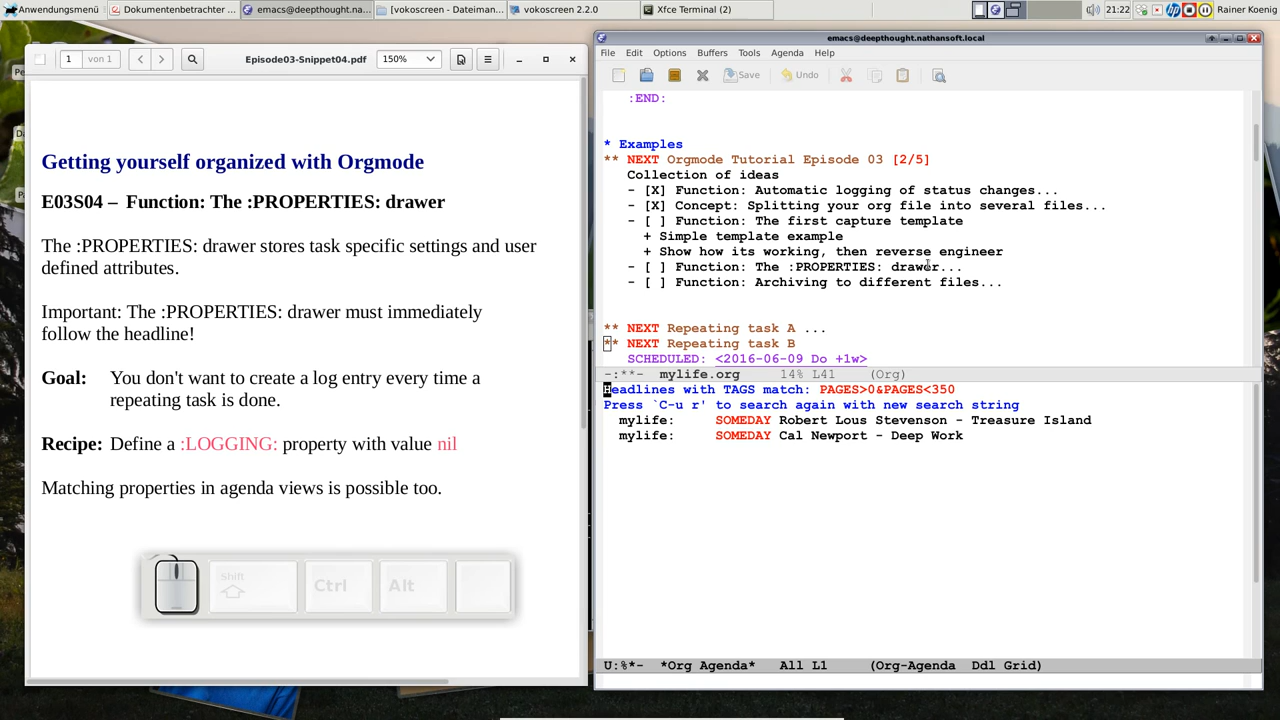 Anwendungsmenü
Dokumentenbetrachter ...
emacs@deepthought.na...
[vokoscreen - Dateiman...
vokoscreen 2.2.0
Xfce Terminal (2)
21:22
Rainer Koenig
1 von 1
Episode03-Snippet04.pdf
150%
Getting yourself organized with Orgmode
E03S04 – Function: The :PROPERTIES: drawer
The :PROPERTIES: drawer stores task specific settings and user
defined attributes.
Important: The :PROPERTIES: drawer must immediately
follow the headline!
Goal: You don't want to create a log entry every time a
repeating task is done.
Recipe: Define a :LOGGING: property with value nil
Matching properties in agenda views is possible too.
Shift
Ctrl
Alt
emacs@deepthought.nathansoft.local
File Edit Options Buffers Tools Agenda Help
Save Undo
:END:
* Examples
** NEXT Orgmode Tutorial Episode 03 [2/5]
Collection of ideas
- [X] Function: Automatic logging of status changes...
- [X] Concept: Splitting your org file into several files...
- [ ] Function: The first capture template
+ Simple template example
+ Show how its working, then reverse engineer
- [ ] Function: The :PROPERTIES: drawer...
- [ ] Function: Archiving to different files...
** NEXT Repeating task A ...
** NEXT Repeating task B
SCHEDULED: <2016-06-09 Do +1w>
-:**- mylife.org 14% L41 (Org)
Headlines with TAGS match: PAGES>0&PAGES<350
Press `C-u r' to search again with new search string
mylife: SOMEDAY Robert Lous Stevenson - Treasure Island
mylife: SOMEDAY Cal Newport - Deep Work
U:%*- *Org Agenda* All L1 (Org-Agenda Ddl Grid)